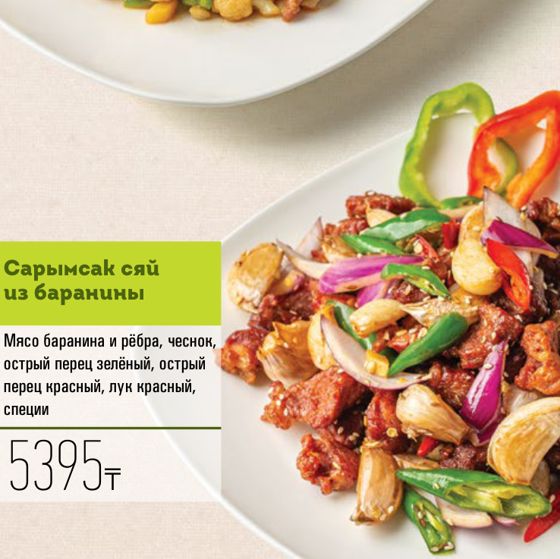 Сарымсак сяй
из баранины
Мясо баранина и рёбра, чеснок,
острый перец зелёный, острый
перец красный, лук красный,
специи
5395₸